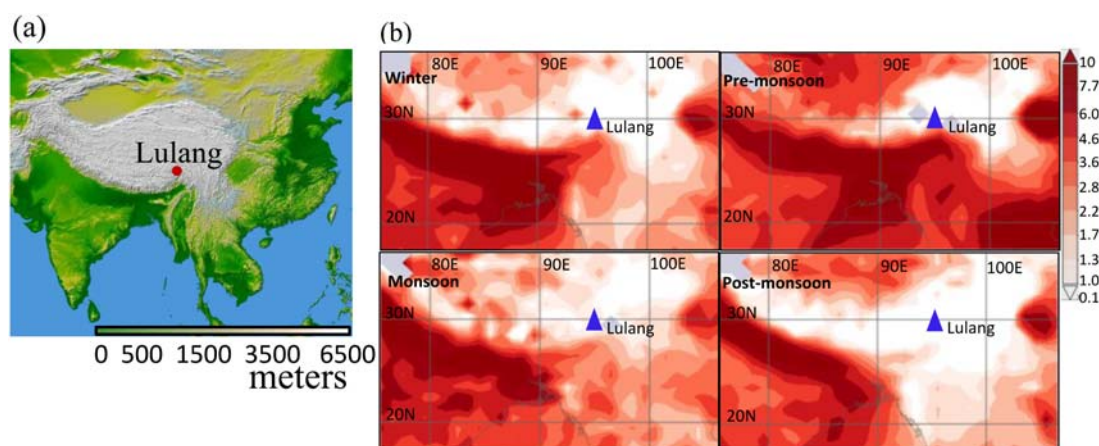 (a)
Lulang
0 500 1500 3500 6500
meters
(b)
80E 90E 100E
Winter
30N
Lulang
20N
80E 90E 100E
Pre-monsoon
30N
Lulang
20N
80E 90E 100E
Monsoon
30N
Lulang
20N
80E 90E 100E
Post-monsoon
30N
Lulang
20N
10
7.7
6.0
3.6
2.8
2.2
1.7
1.3
1.0
0.1